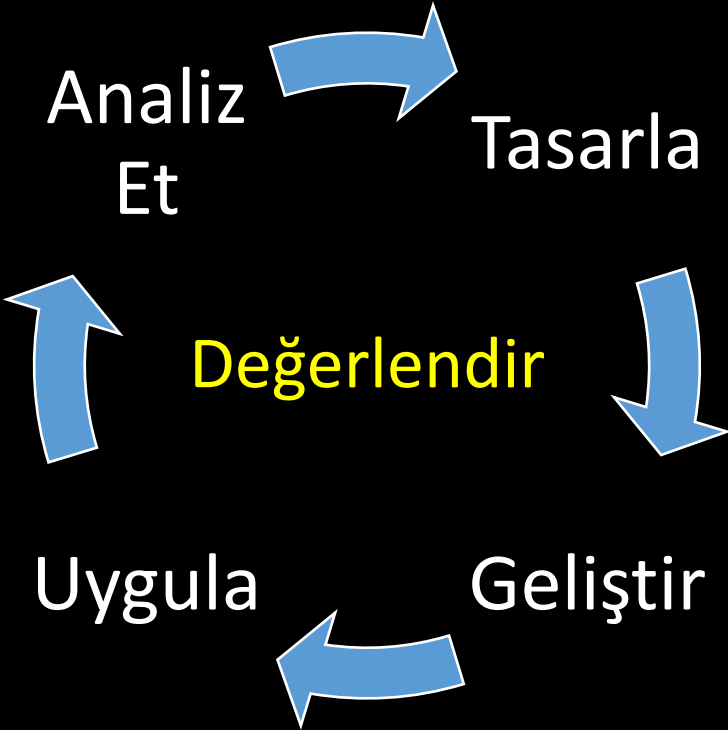 Analiz
Et
Tasarla
Değerlendir
Uygula
Geliştir